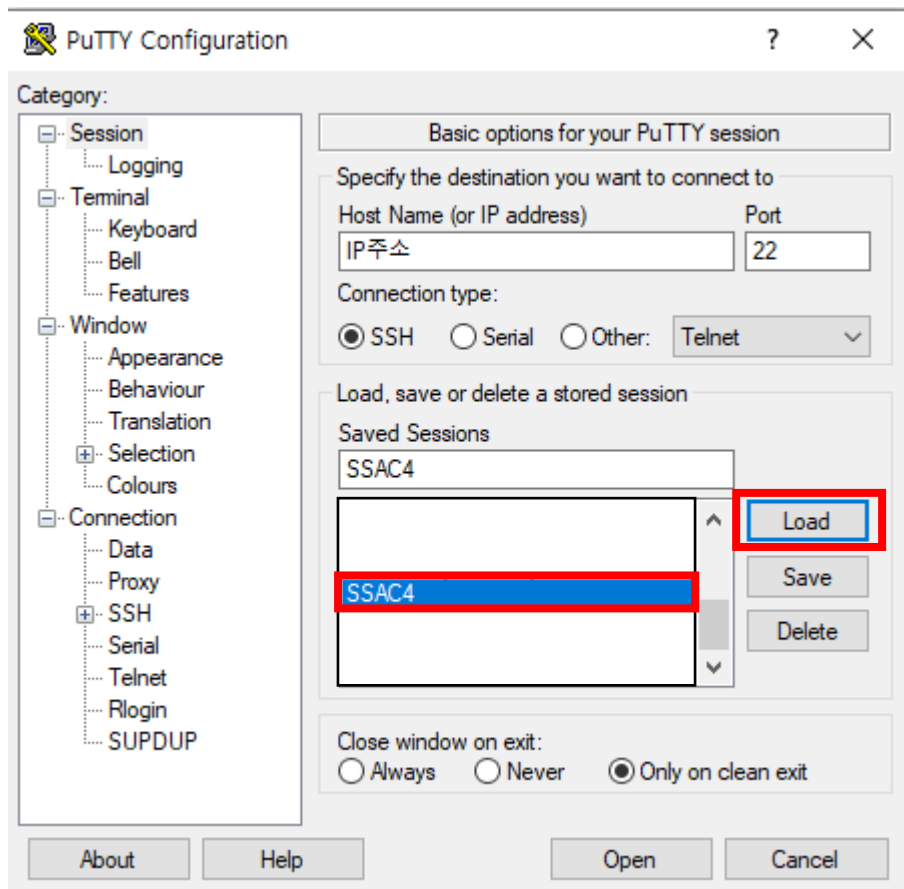 PuTTY Configuration
?
Category:
Session
Logging
Terminal
Keyboard
Bell
Features
Window
Appearance
Behaviour
Translation
Selection
Colours
Connection
Data
Proxy
SSH
Serial
Telnet
Rlogin
SUPDUP
Basic options for your PuTTY session
Specify the destination you want to connect to
Host Name (or IP address) Port
IP주소 22
Connection type:
SSH Serial Other: Telnet
Load, save or delete a stored session
Saved Sessions
SSAC4
Load
SSAC4
Save
Delete
Close window on exit:
Always Never Only on clean exit
About Help Open Cancel